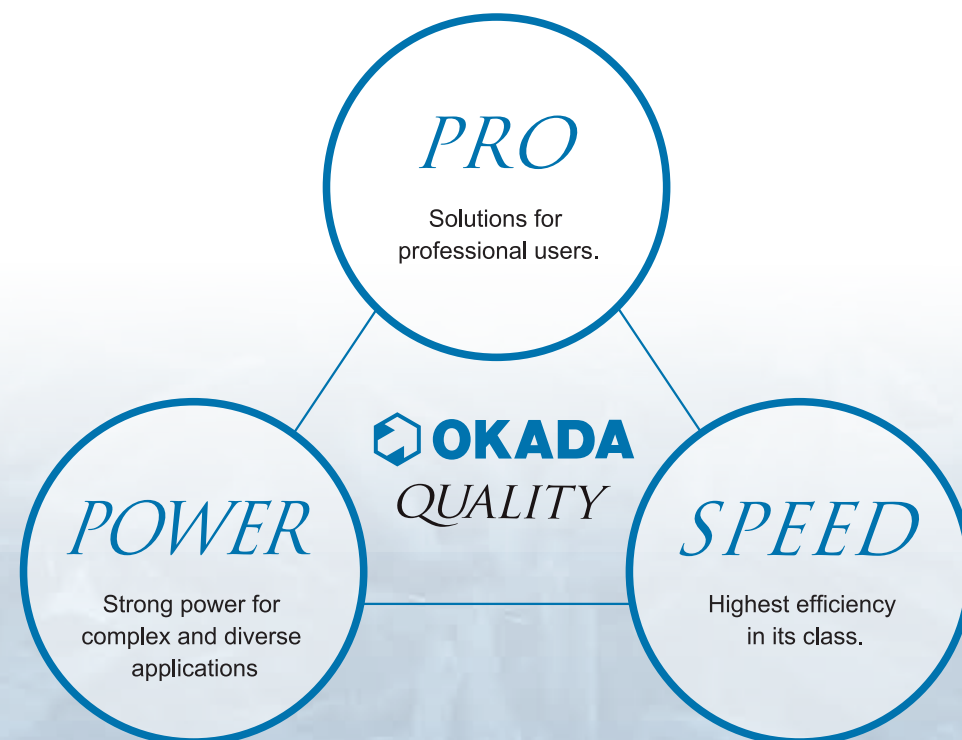 PRO
Solutions for
professional users.
OKADA
QUALITY
POWER
Strong power for
complex and diverse
applications
SPEED
Highest efficiency
in its class.